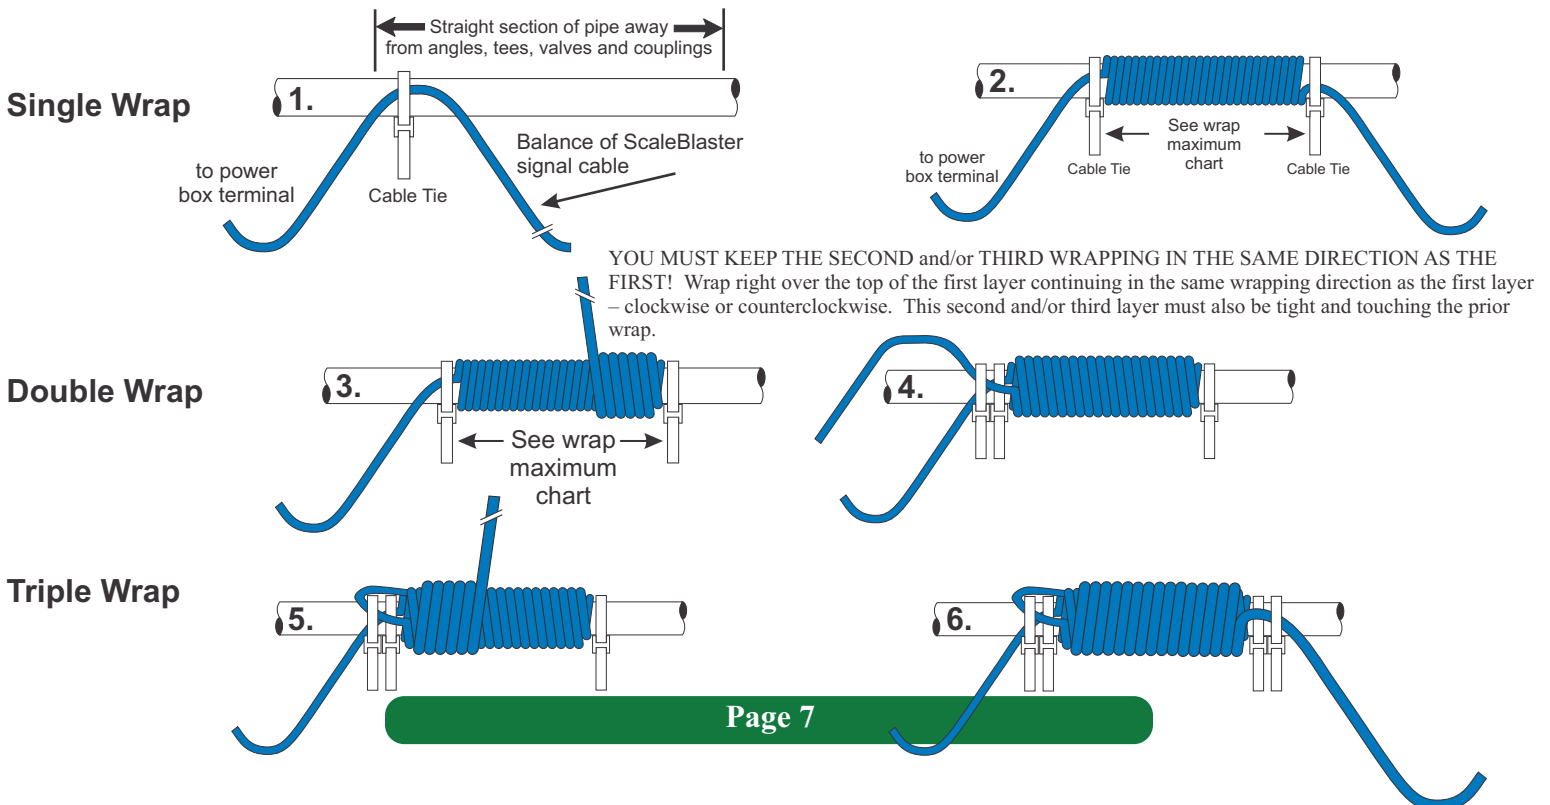 Straight section of pipe away
from angles, tees, valves and couplings
Single Wrap
1.
to power
box terminal
Cable Tie
Balance of ScaleBlaster
signal cable
2.
See wrap
maximum
chart
to power
box terminal
Cable Tie
Cable Tie
YOU MUST KEEP THE SECOND and/or THIRD WRAPPING IN THE SAME DIRECTION AS THE
FIRST! Wrap right over the top of the first layer continuing in the same wrapping direction as the first layer
– clockwise or counterclockwise. This second and/or third layer must also be tight and touching the prior
wrap.
Double Wrap
3.
See wrap
maximum
chart
4.
Triple Wrap
5.
6.
Page 7